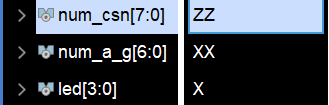 num_csn[7:0] ZZ
num_a_g[6:0] XX
led[3:0] X